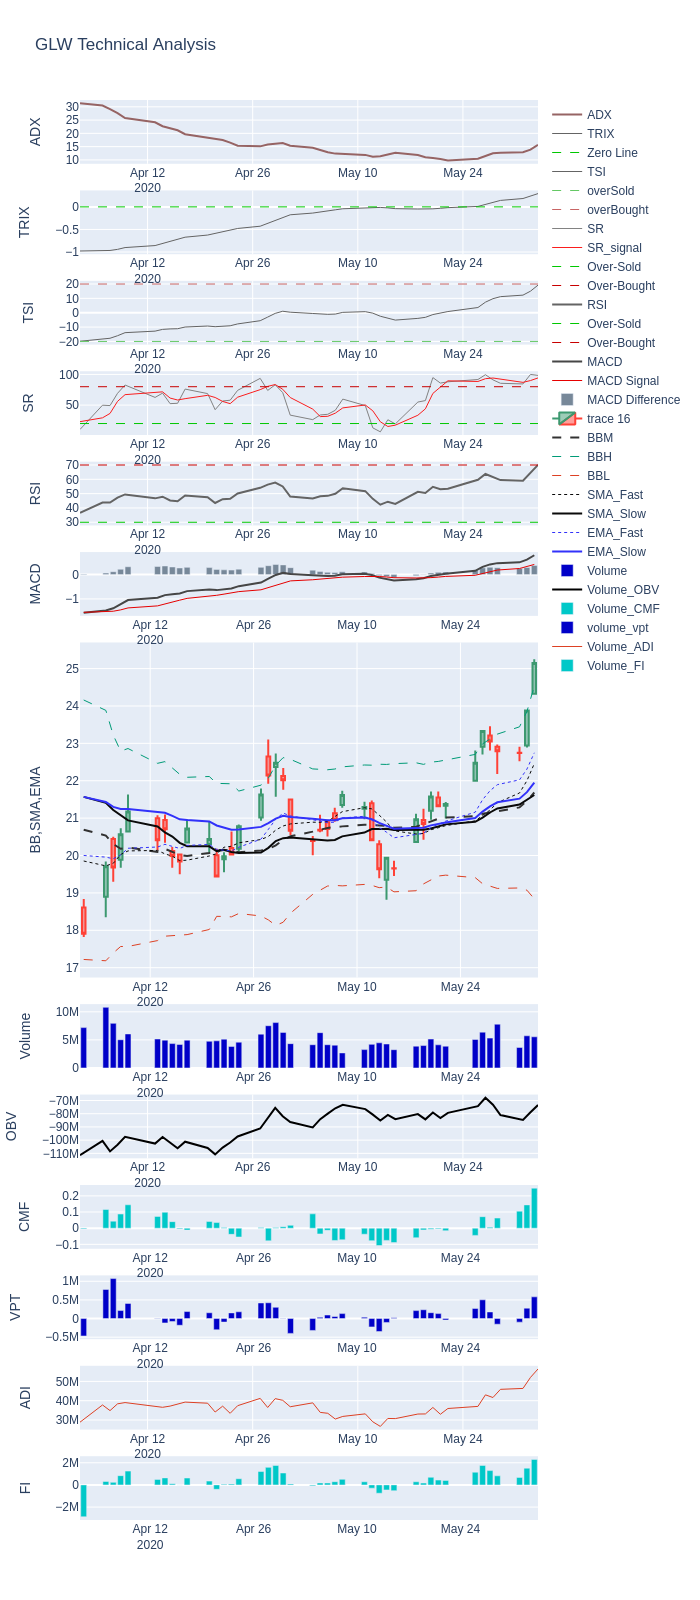 GLW Technical Analysis
ADX
30
25
20
15
10
Apr 12
2020
Apr 26
May 10
May 24
TRIX
0
−0.5
−1
Apr 12
2020
Apr 26
May 10
May 24
TSI
20
10
0
−10
−20
Apr 12
2020
Apr 26
May 10
May 24
SR
100
50
Apr 12
2020
Apr 26
May 10
May 24
RSI
70
60
50
40
30
Apr 12
2020
Apr 26
May 10
May 24
MACD
0
−1
Apr 12
2020
Apr 26
May 10
May 24
BB,SMA,EMA
25
24
23
22
21
20
19
18
17
Apr 12
2020
Apr 26
May 10
May 24
Volume
10M
5M
0
Apr 12
2020
Apr 26
May 10
May 24
OBV
−70M
−80M
−90M
−100M
−110M
Apr 12
2020
Apr 26
May 10
May 24
CMF
0.2
0.1
0
−0.1
Apr 12
2020
Apr 26
May 10
May 24
VPT
1M
0.5M
0
−0.5M
Apr 12
2020
Apr 26
May 10
May 24
ADI
50M
40M
30M
Apr 12
2020
Apr 26
May 10
May 24
FI
2M
0
−2M
Apr 12
2020
Apr 26
May 10
May 24
ADX
TRIX
Zero Line
TSI
overSold
overBought
SR
SR_signal
Over-Sold
Over-Bought
RSI
Over-Sold
Over-Bought
MACD
MACD Signal
MACD Difference
trace 16
BBM
BBH
BBL
SMA_Fast
SMA_Slow
EMA_Fast
EMA_Slow
Volume
Volume_OBV
Volume_CMF
volume_vpt
Volume_ADI
Volume_FI